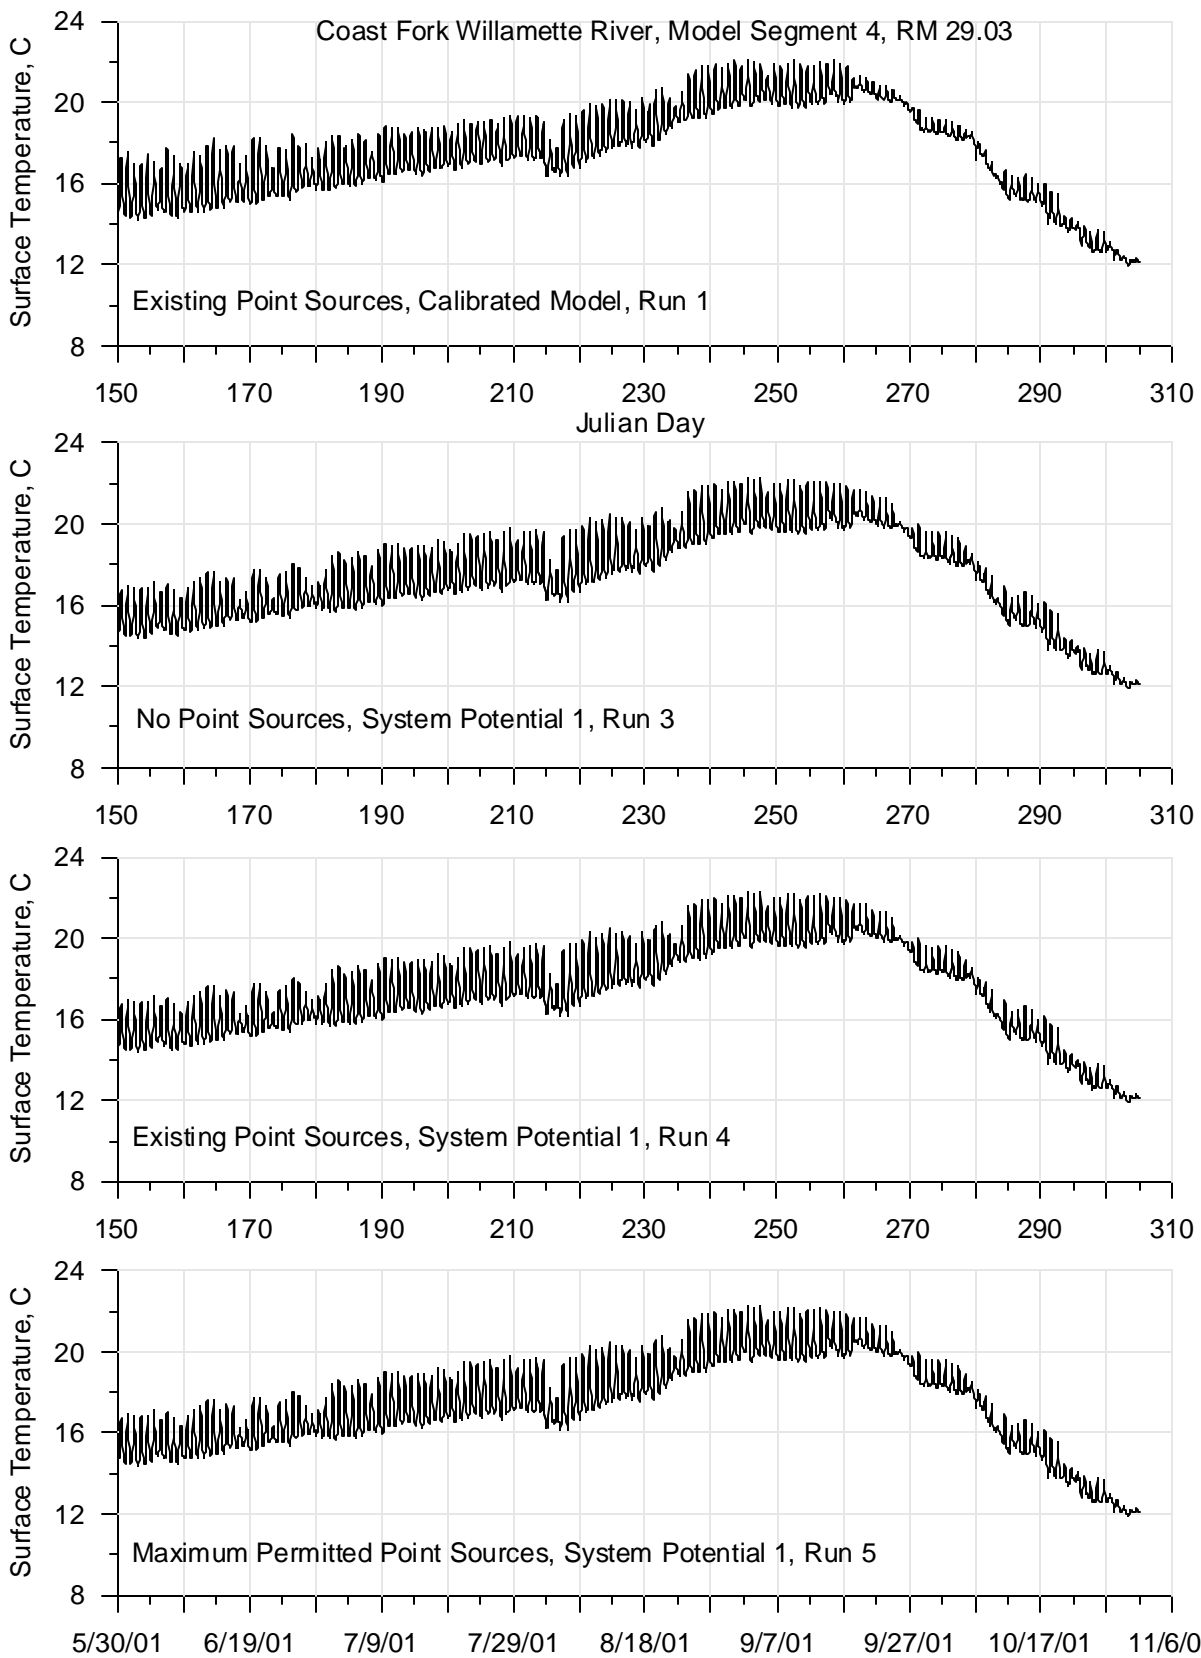 Coast Fork Willamette River, Model Segment 4, RM 29.03
24
20
16
12
8
Surface Temperature, C
Existing Point Sources, Calibrated Model, Run 1
150 170 190 210 230 250 270 290 310
Julian Day
24
20
16
12
8
Surface Temperature, C
No Point Sources, System Potential 1, Run 3
150 170 190 210 230 250 270 290 310
24
20
16
12
8
Surface Temperature, C
Existing Point Sources, System Potential 1, Run 4
150 170 190 210 230 250 270 290 310
24
20
16
12
8
Surface Temperature, C
Maximum Permitted Point Sources, System Potential 1, Run 5
5/30/01 6/19/01 7/9/01 7/29/01 8/18/01 9/7/01 9/27/01 10/17/01 11/6/0